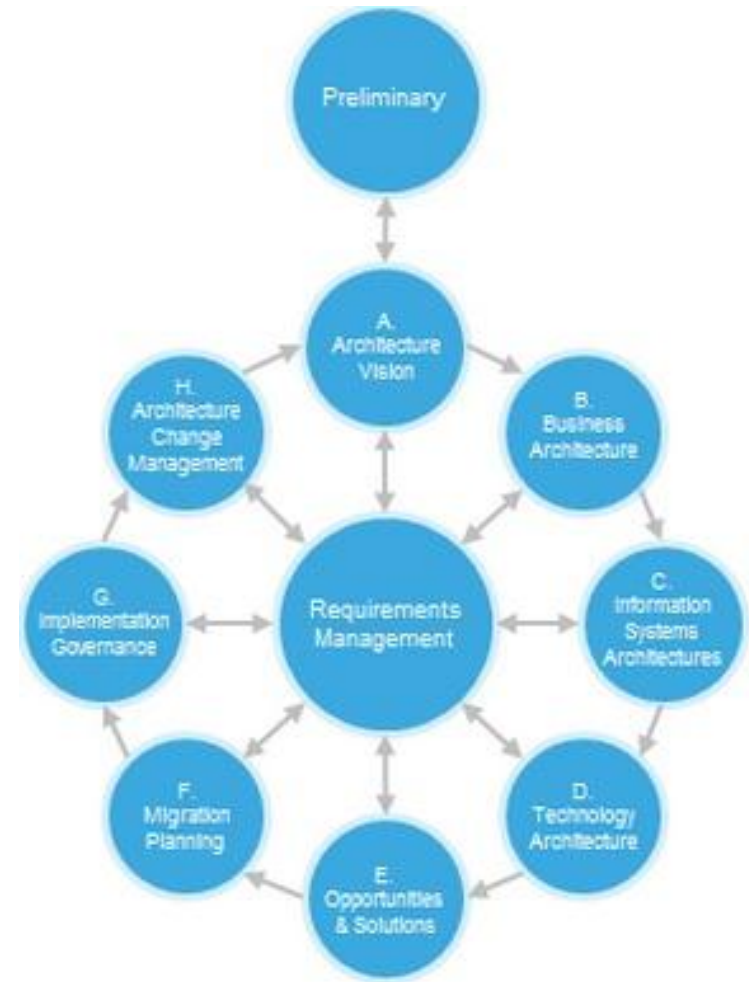 Preliminary
A.
Architecture
Vision
B.
Business
Architecture
C.
Information
Systems
Architectures
D.
Technology
Architecture
E.
Opportunities
& Solutions
F.
Migration
Planning
G.
Implementation
Governance
H.
Architecture
Change
Management
Requirements
Management